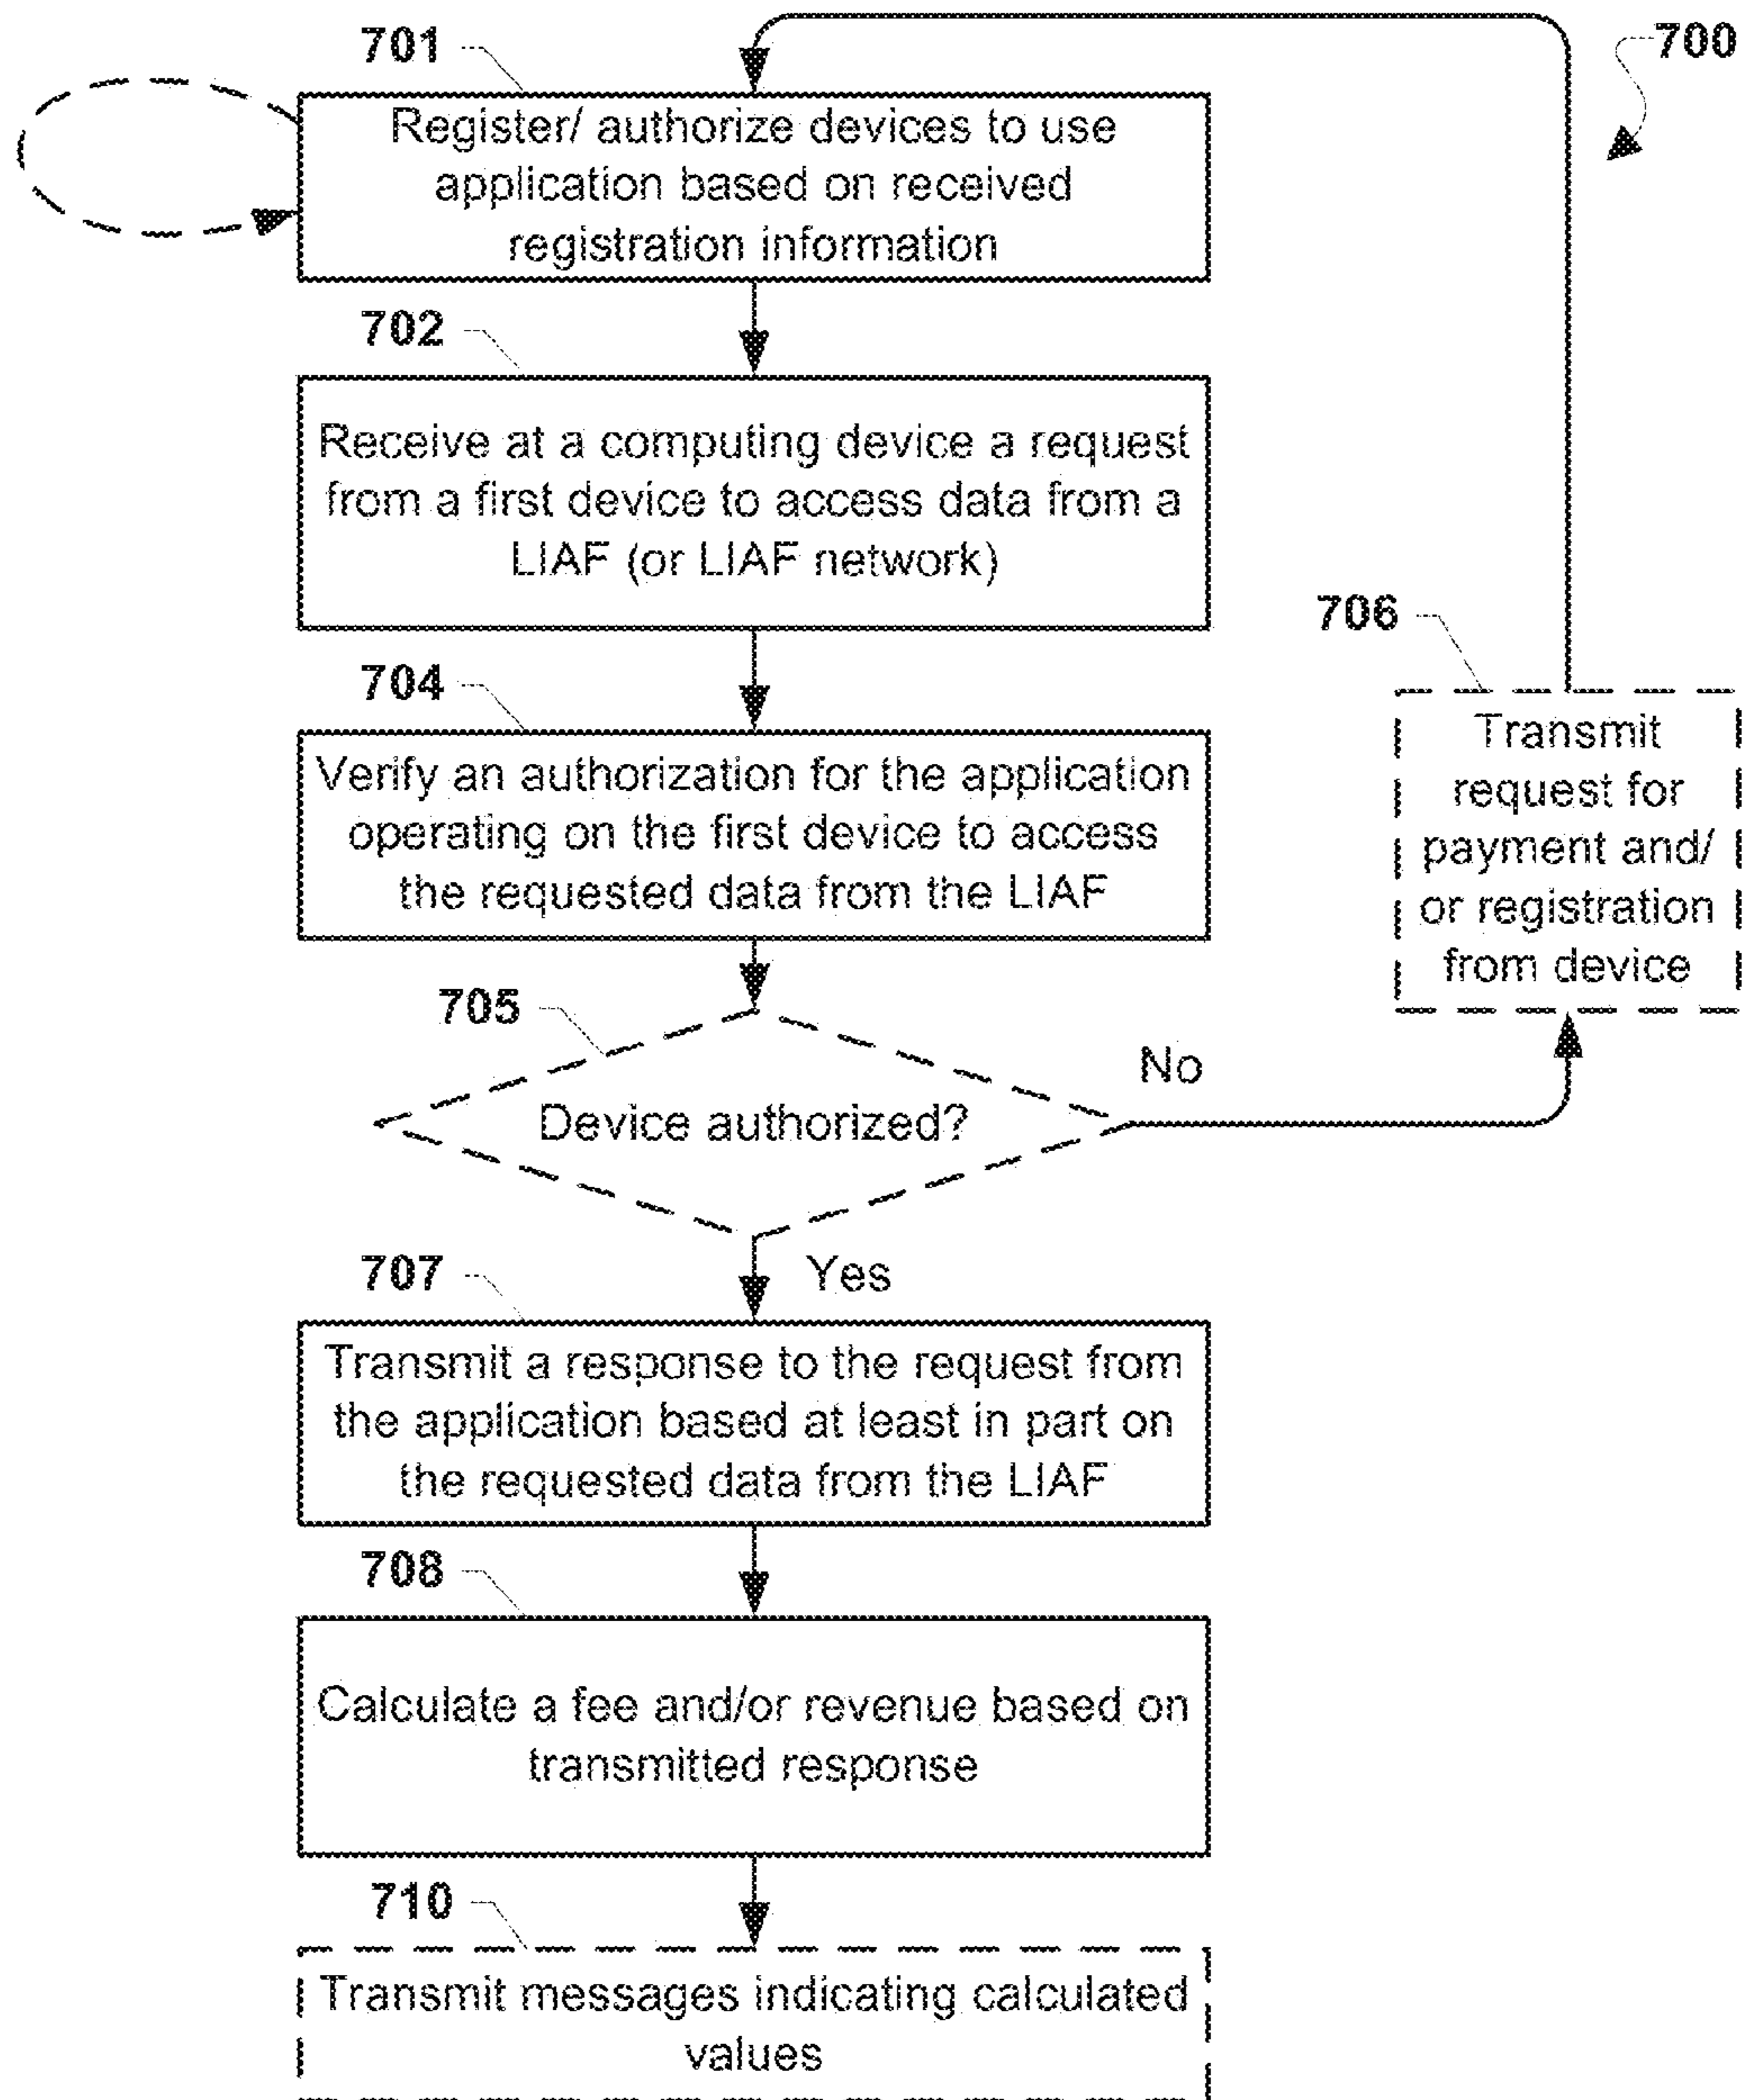 700
701
Register/ authorize devices to use
application based on received
registration information
702
Receive at a computing device a request
from a first device to access data from a
LIAF (or LIAF network)
704
Verify an authorization for the application
operating on the first device to access
the requested data from the LIAF
705
Device authorized?
No
706
Transmit
request for
payment and/
or registration
from device
Yes
707
Transmit a response to the request from
the application based at least in part on
the requested data from the LIAF
708
Calculate a fee and/or revenue based on
transmitted response
710
Transmit messages indicating calculated
values